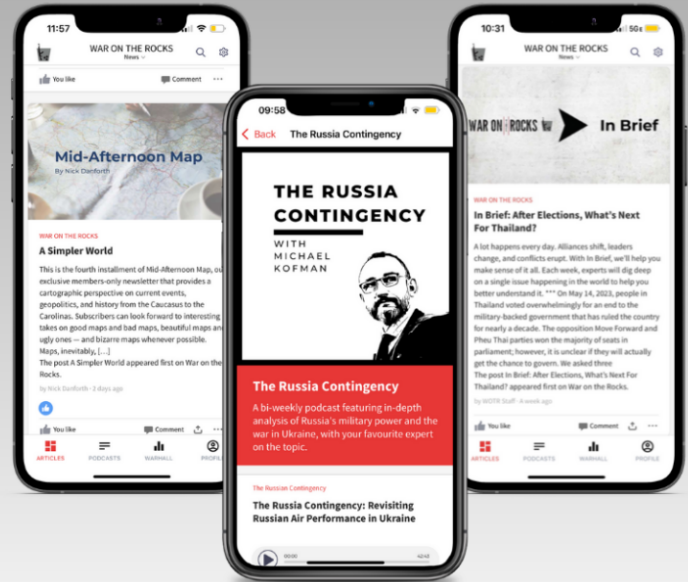 11:57
WAR ON THE ROCKS
News
You like
Comment
Mid-Afternoon Map
By Nick Danforth
WAR ON THE ROCKS
A Simpler World
This is the fourth installment of Mid-Afternoon Map, ou
exclusive members-only newsletter that provides a
cartographic perspective on current events,
geopolitics, and history from the Caucasus to the
Carolinas. Subscribers can look forward to interesting
takes on good maps and bad maps, beautiful maps an
ugly ones — and bizarre maps whenever possible.
Maps, inevitably, [...]
The post A Simpler World appeared first on War on the
Rocks.
by Nick Danforth · 2 days ago
You like
Comment
ARTICLES
PODCASTS
WARHALL
PROFIL
09:58
Back
The Russia Contingency
THE RUSSIA
CONTINGENCY
WITH
MICHAEL
KOFMAN
The Russia Contingency
A bi-weekly podcast featuring in-depth
analysis of Russia's military power and the
war in Ukraine, with your favourite expert
on the topic.
The Russian Contingency
The Russia Contingency: Revisiting
Russian Air Performance in Ukraine
00:00
42:42
10:31
5G
WAR ON THE ROCKS
News
WAR ON THE ROCKS
In Brief
WAR ON THE ROCKS
In Brief: After Elections, What's Next
For Thailand?
A lot happens every day. Alliances shift, leaders
change, and conflicts erupt. With In Brief, we'll help you
make sense of it all. Each week, experts will dig deep
on a single issue happening in the world to help you
better understand it. *** On May 14, 2023, people in
Thailand voted overwhelmingly for an end to the
military-backed government that has ruled the country
for nearly a decade. The opposition Move Forward and
Pheu Thai parties won the majority of seats in
parliament; however, it is unclear if they will actually
get the chance to govern. We asked three
The post In Brief: After Elections, What's Next For
Thailand? appeared first on War on the Rocks.
by WOTR Staff · A week ago
You like
Comment
ARTICLES
PODCASTS
WARHALL
PROFILE